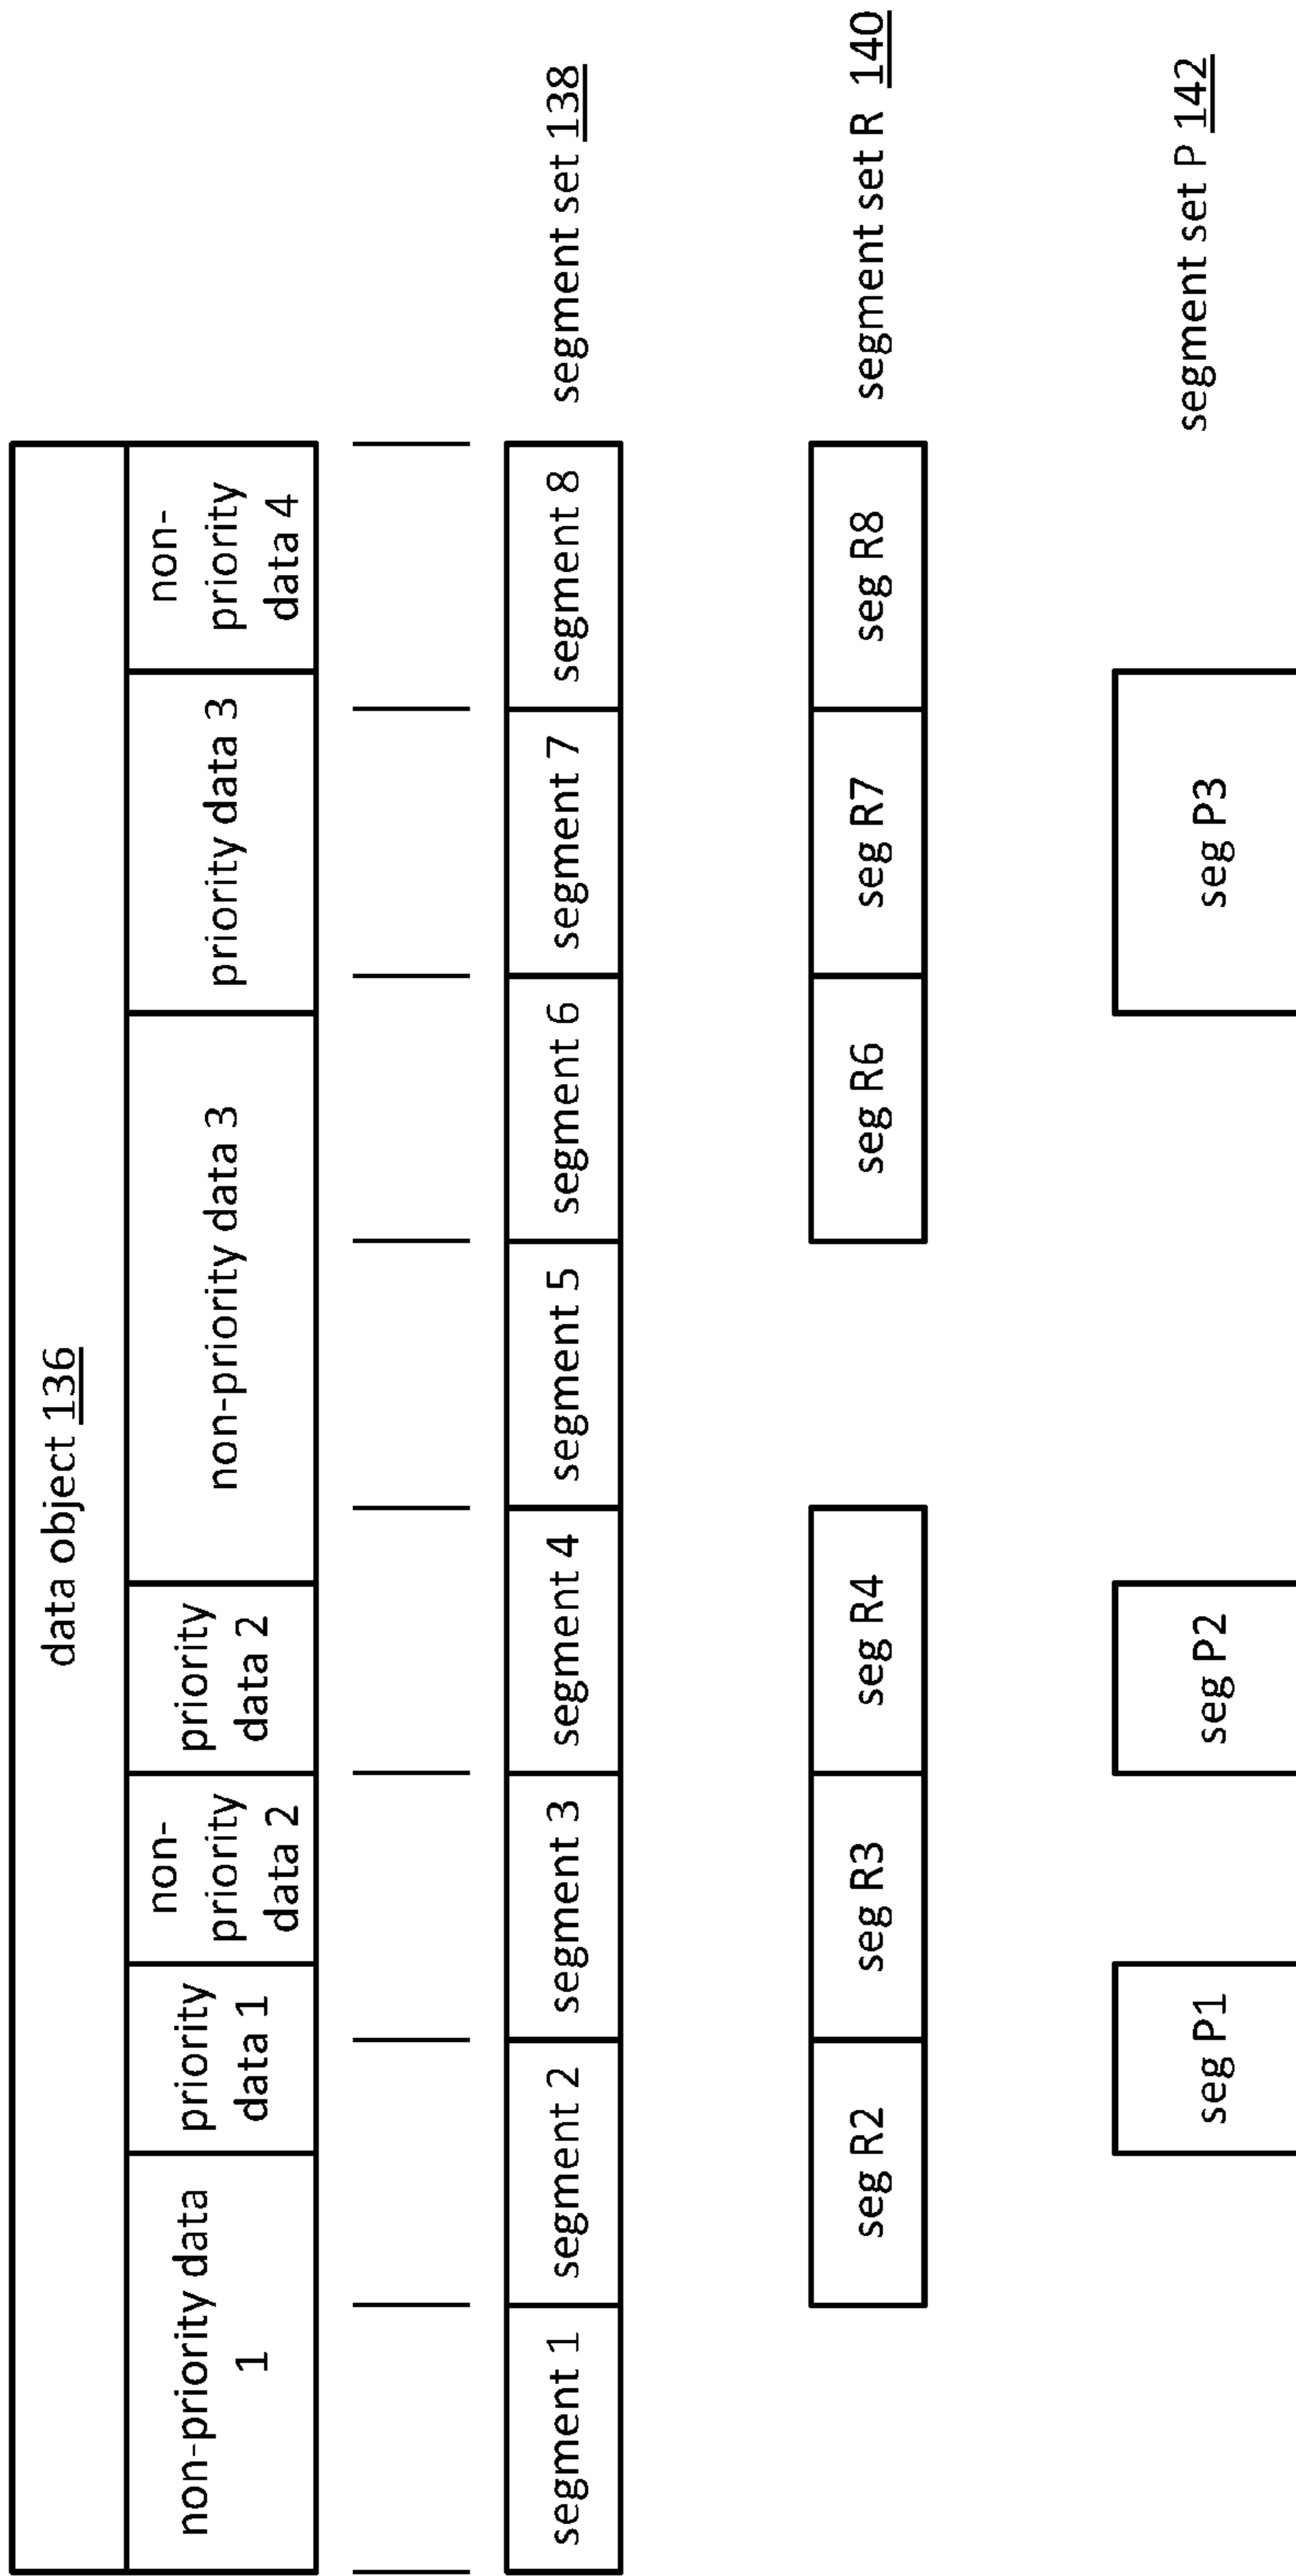 data object 136
non-priority data
1
priority
data 1
non-
priority
data 2
priority
data 2
non-priority data 3
priority data 3
non-
priority
data 4
segment 1
segment 2
segment 3
segment 4
segment 5
segment 6
segment 7
segment 8
segment set 138
seg R2
seg R3
seg R4
seg R6
seg R7
seg R8
segment set R 140
seg P1
seg P2
seg P3
segment set P 142